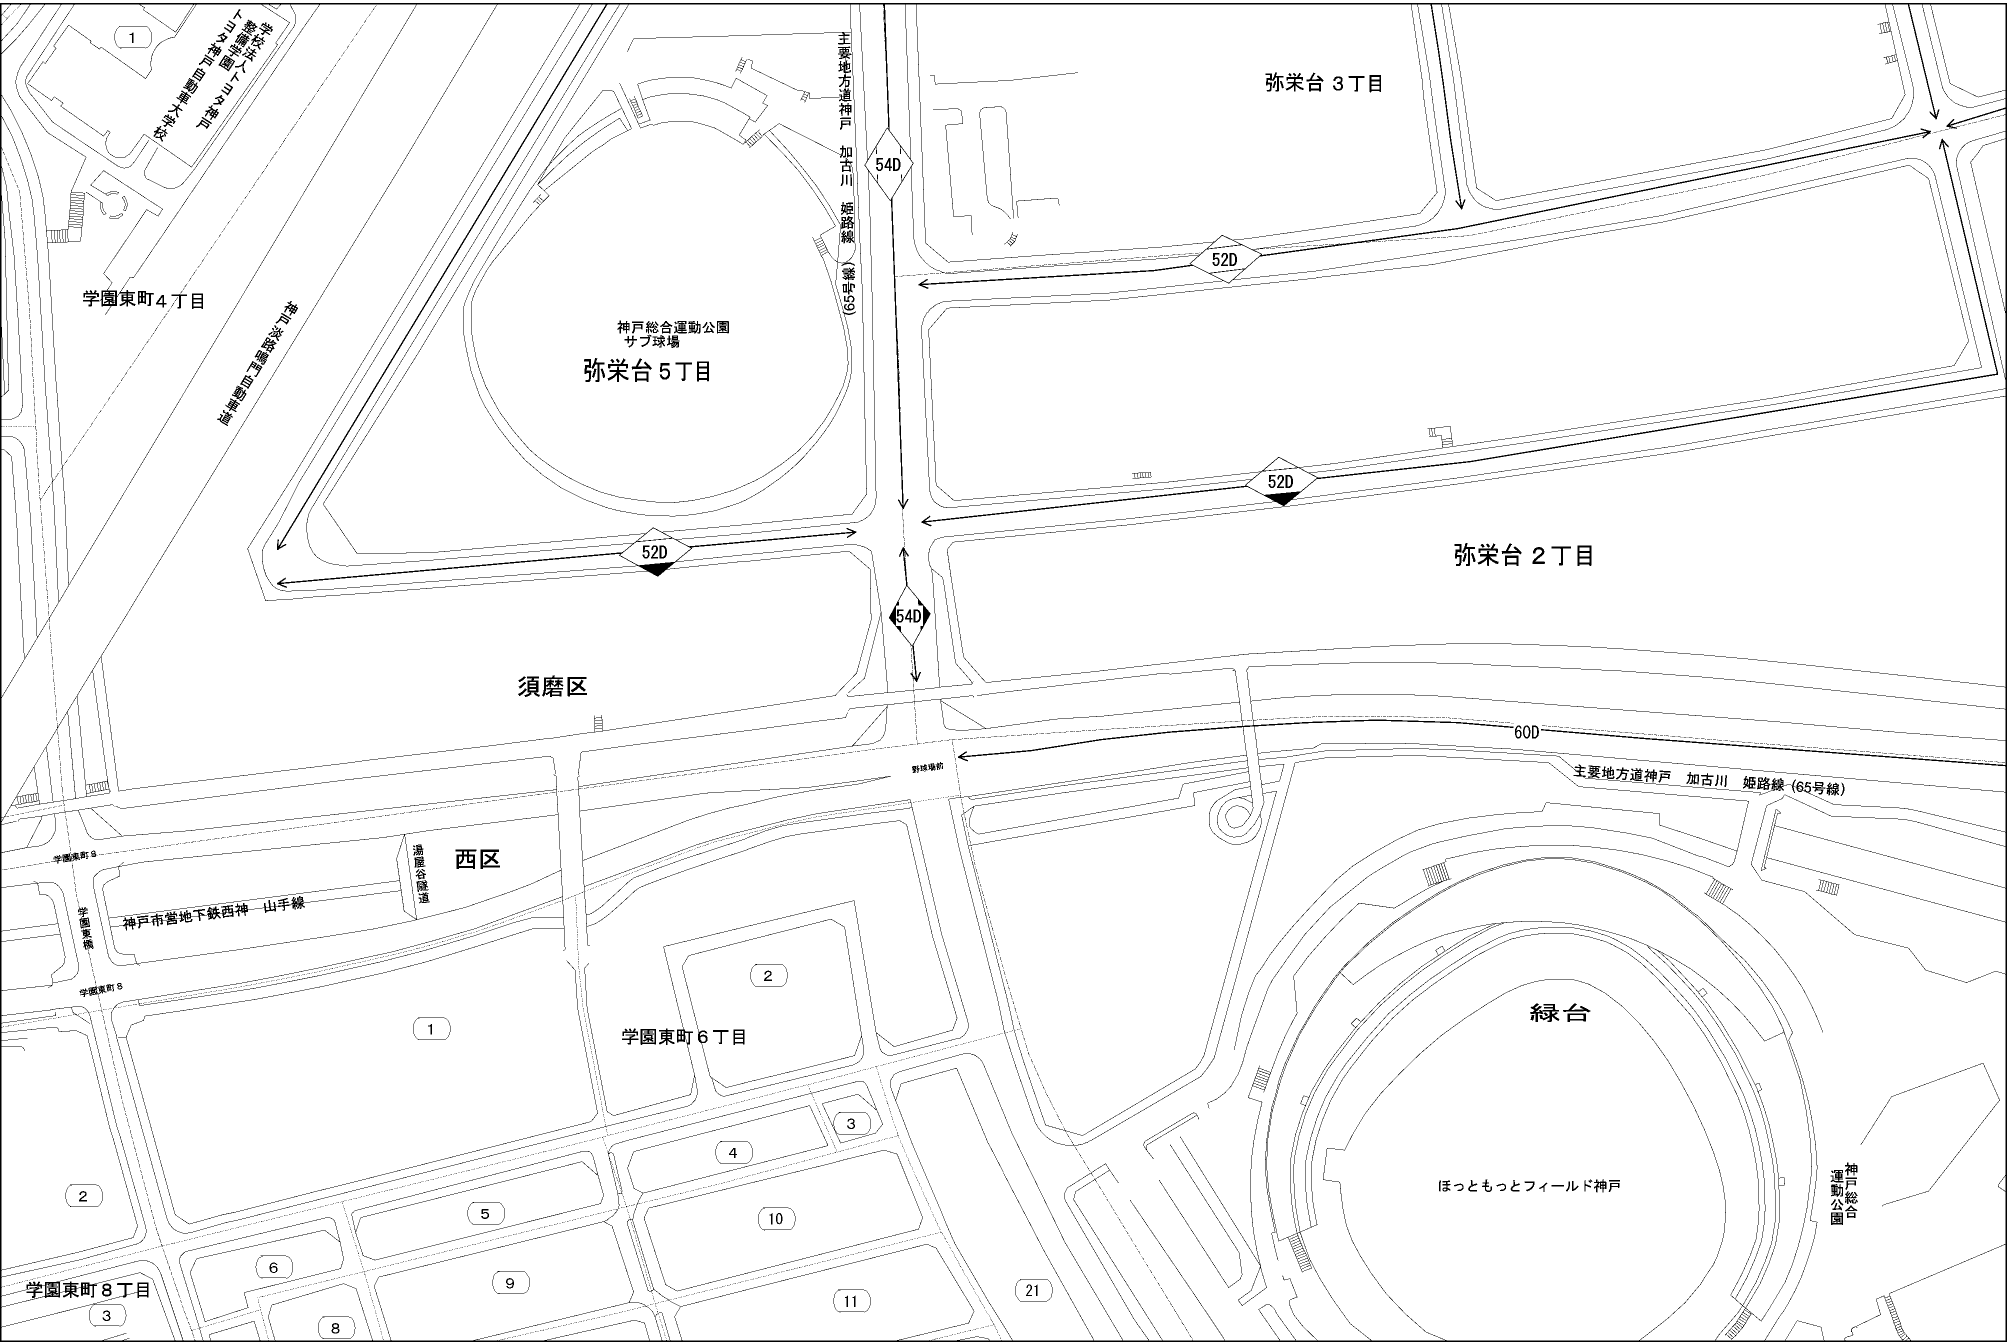 1
学校法人トヨタ神戸
整備学園
トヨタ神戸自動車大学校
主要地方道神戸 加古川 姫路線 (65号線)
54D
弥栄台3丁目
52D
学園東町4丁目
神戸淡路鳴門自動車道
神戸総合運動公園
サブ球場
弥栄台5丁目
52D
52D
弥栄台2丁目
54D
須磨区
60D
野球場前
主要地方道神戸 加古川 姫路線 (65号線)
学園東町8
湯屋谷隧道
西区
神戸市営地下鉄西神 山手線
学園東橋
学園東町8
2
緑台
1
学園東町6丁目
3
4
2
5
10
ほっともっとフィールド神戸
神戸総合
運動公園
6
9
21
学園東町8丁目
3
8
11